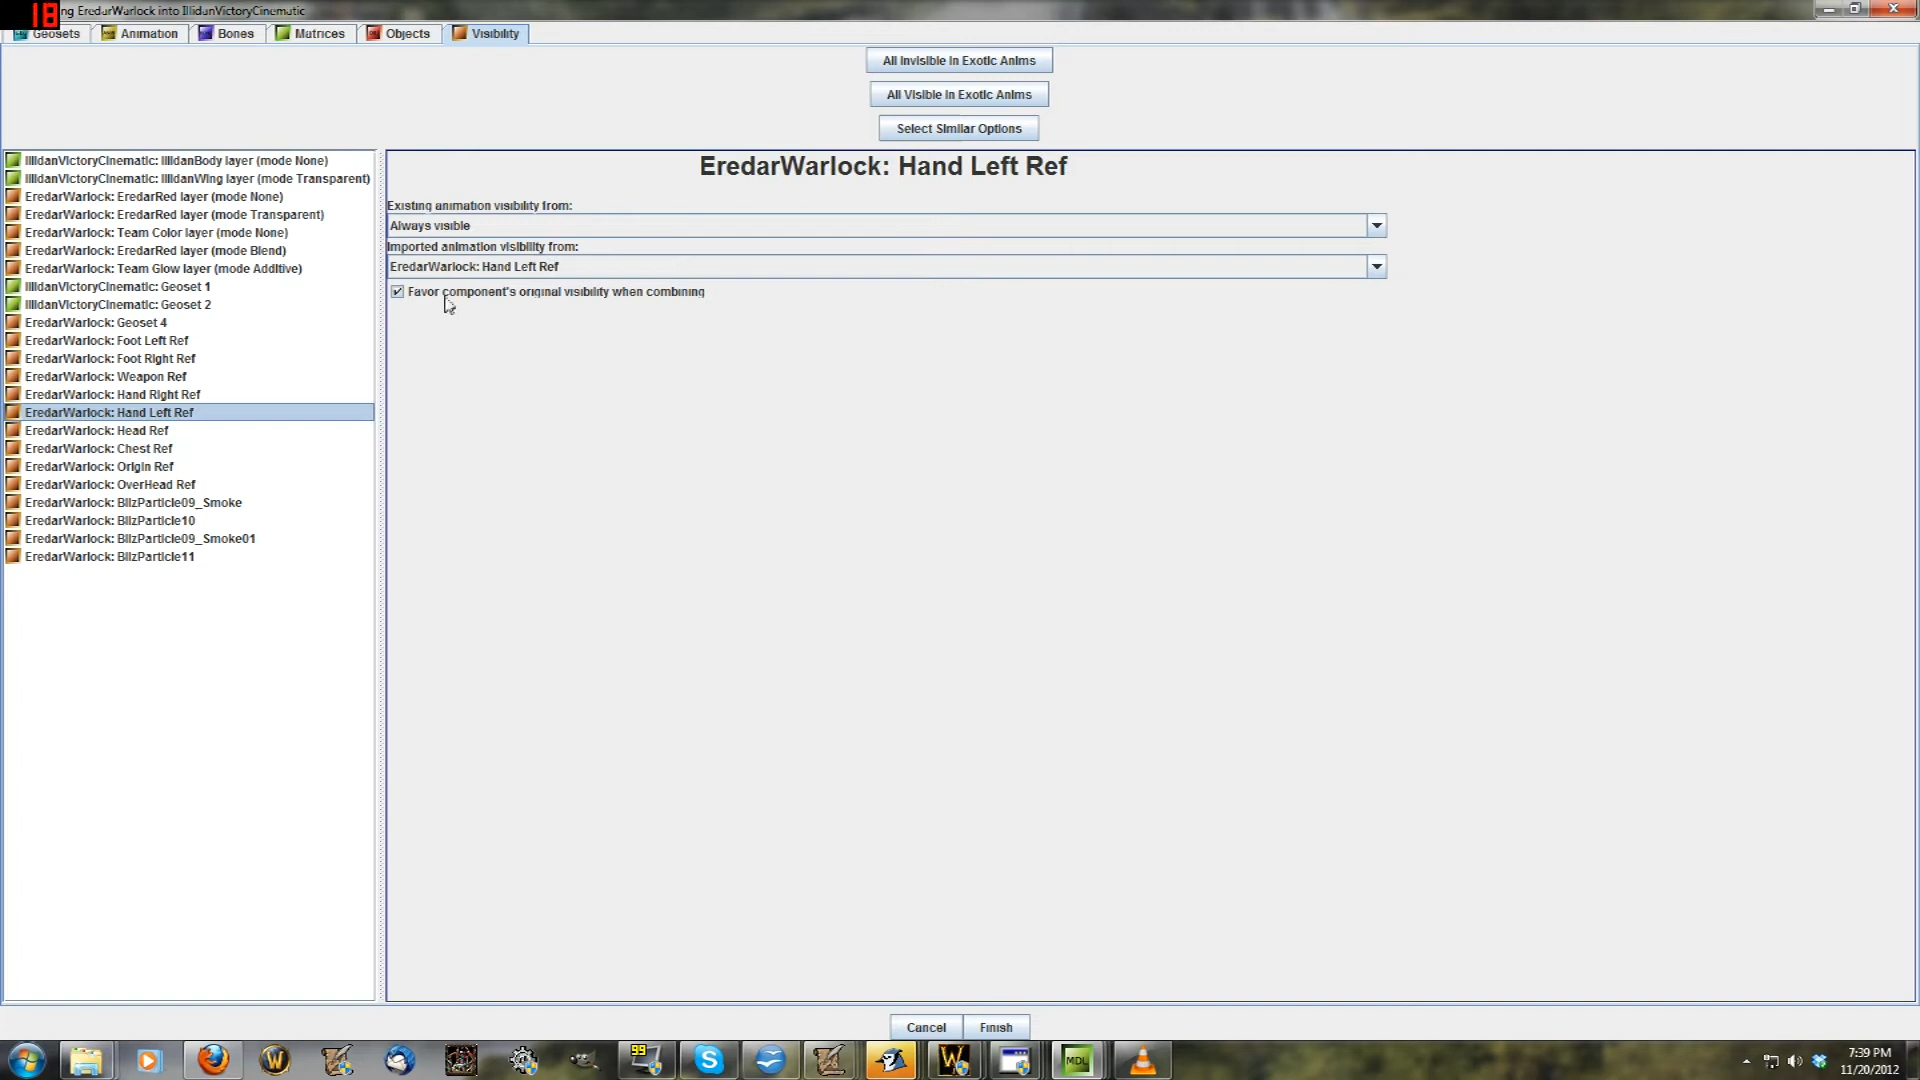 18
ng EredarWarlock into IllidanVictoryCinematic
Geosets Animation Bones Matrices Objects Visibility
All Invisible in Exotic Anims
All Visible in Exotic Anims
Select Similar Options
IllidanVictoryCinematic: IllidanBody layer (mode None)
IllidanVictoryCinematic: IllidanWing layer (mode Transparent)
EredarWarlock: EredarRed layer (mode None)
EredarWarlock: EredarRed layer (mode Transparent)
EredarWarlock: Team Color layer (mode None)
EredarWarlock: EredarRed layer (mode Blend)
EredarWarlock: Team Glow layer (mode Additive)
IllidanVictoryCinematic: Geoset 1
IllidanVictoryCinematic: Geoset 2
EredarWarlock: Geoset 4
EredarWarlock: Foot Left Ref
EredarWarlock: Foot Right Ref
EredarWarlock: Weapon Ref
EredarWarlock: Hand Right Ref
EredarWarlock: Hand Left Ref
EredarWarlock: Head Ref
EredarWarlock: Chest Ref
EredarWarlock: Origin Ref
EredarWarlock: OverHead Ref
EredarWarlock: BlizParticle09_Smoke
EredarWarlock: BlizParticle10
EredarWarlock: BlizParticle09_Smoke01
EredarWarlock: BlizParticle11
EredarWarlock: Hand Left Ref
Existing animation visibility from:
Always visible
Imported animation visibility from:
EredarWarlock: Hand Left Ref
Favor component's original visibility when combining
Cancel Finish
99
MDL
7:39 PM
11/20/2012